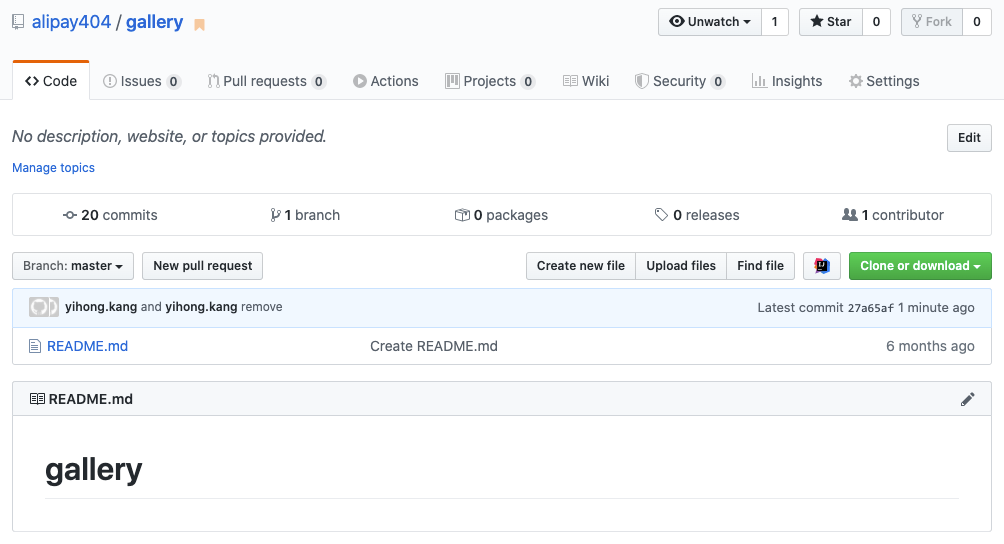 alipay404 / gallery
Unwatch 1 Star 0 Fork 0
Code Issues 0 Pull requests 0 Actions Projects 0 Wiki Security 0 Insights Settings
No description, website, or topics provided. Edit
Manage topics
20 commits 1 branch 0 packages 0 releases 1 contributor
Branch: master New pull request Create new file Upload files Find file Clone or download
yihong.kang and yihong.kang remove Latest commit 27a65af 1 minute ago
README.md Create README.md 6 months ago
README.md
gallery